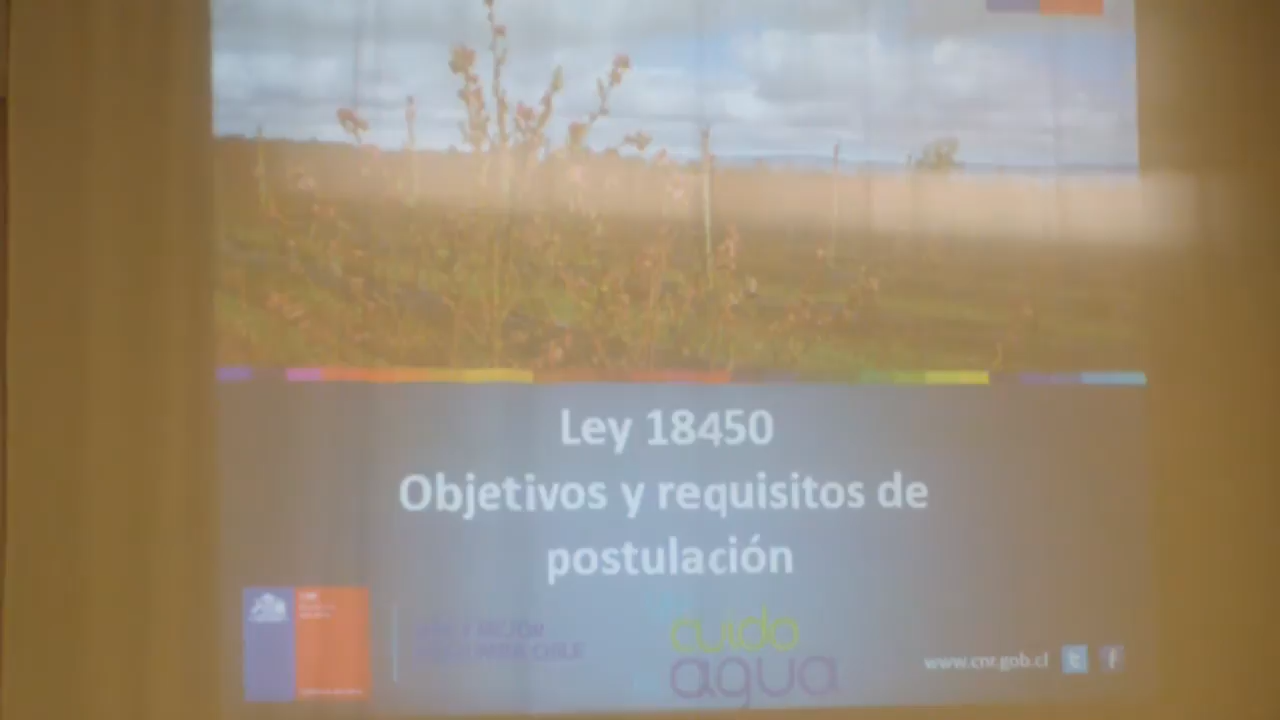 Ley 18450
Objetivos y requisitos de
postulación
cuido
agua
www.cnr.gob.cl